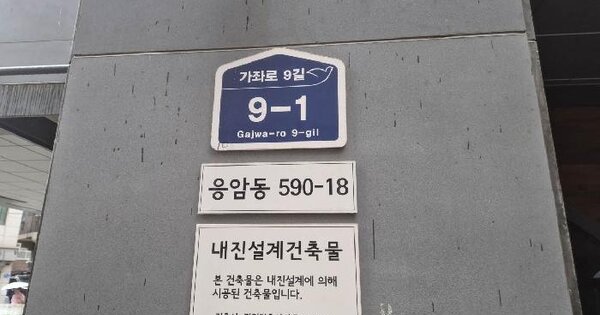 가좌로 9길
9-1
Gajwa-ro 9-gil
응암동 590-18
내진설계건축물
본 건축물은 내진설계에 의해
시공된 건축물입니다.